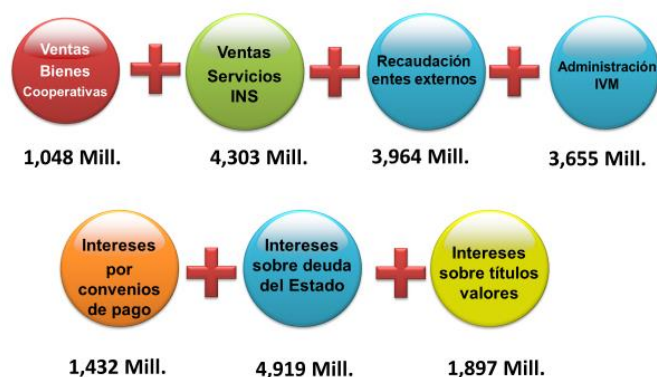 Ventas
Bienes
Cooperativas
Ventas
Servicios
INS
Recaudación
entes externos
Administración
IVM
1,048 Mill.
4,303 Mill.
3,964 Mill.
3,655 Mill.
Intereses
por
convenios
de pago
Intereses
sobre deuda
del Estado
Intereses
sobre títulos
valores
1,432 Mill.
4,919 Mill.
1,897 Mill.